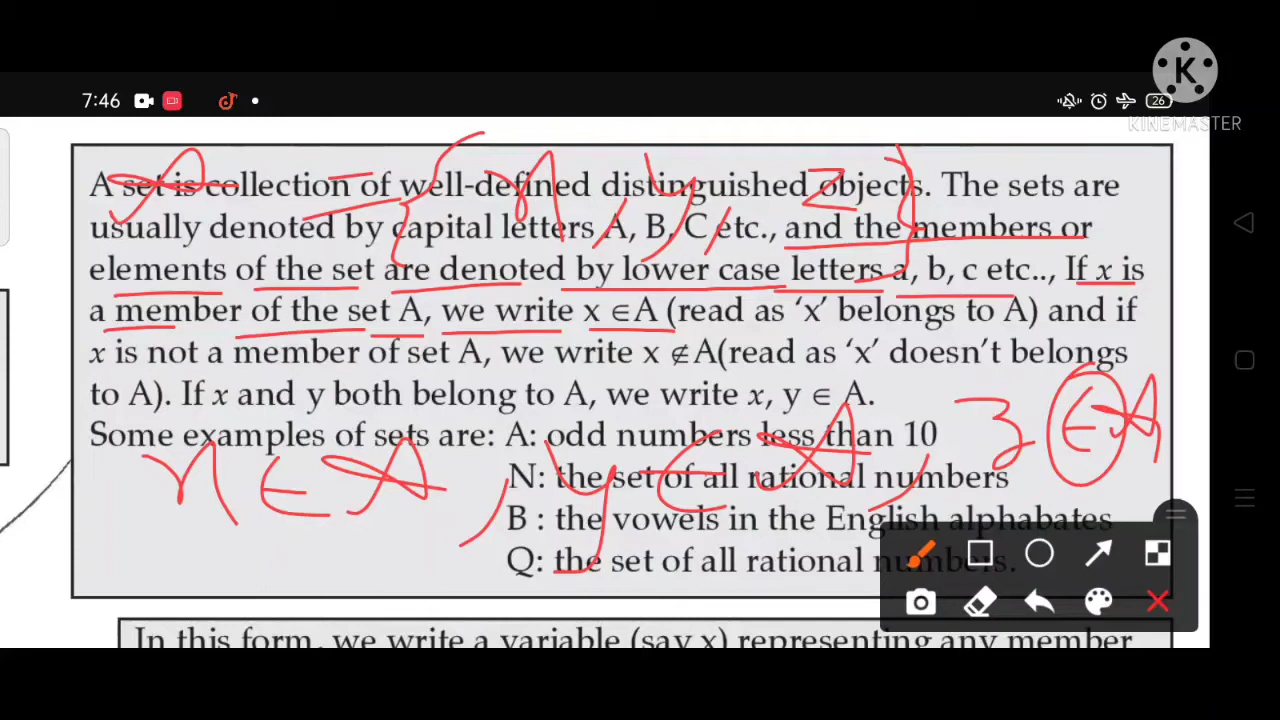 7:46
26
K
KINEMASTER
A set is collection of well-defined distinguished objects. The sets are
usually denoted by capital letters A, B, C etc., and the members or
elements of the set are denoted by lower case letters a, b, c etc.., If x is
a member of the set A, we write x ∈A (read as ‘x’ belongs to A) and if
x is not a member of set A, we write x ∉A(read as ‘x’ doesn’t belongs
to A). If x and y both belong to A, we write x, y ∈ A.
Some examples of sets are: A: odd numbers less than 10
N: the set of all rational numbers
B : the vowels in the English alphabates
Q: the set of all rational numbers.
In this form, we write a variable (say x) representing any member
A = { x, y, z }
x ∈ A, y ∈ A, z ∈ A